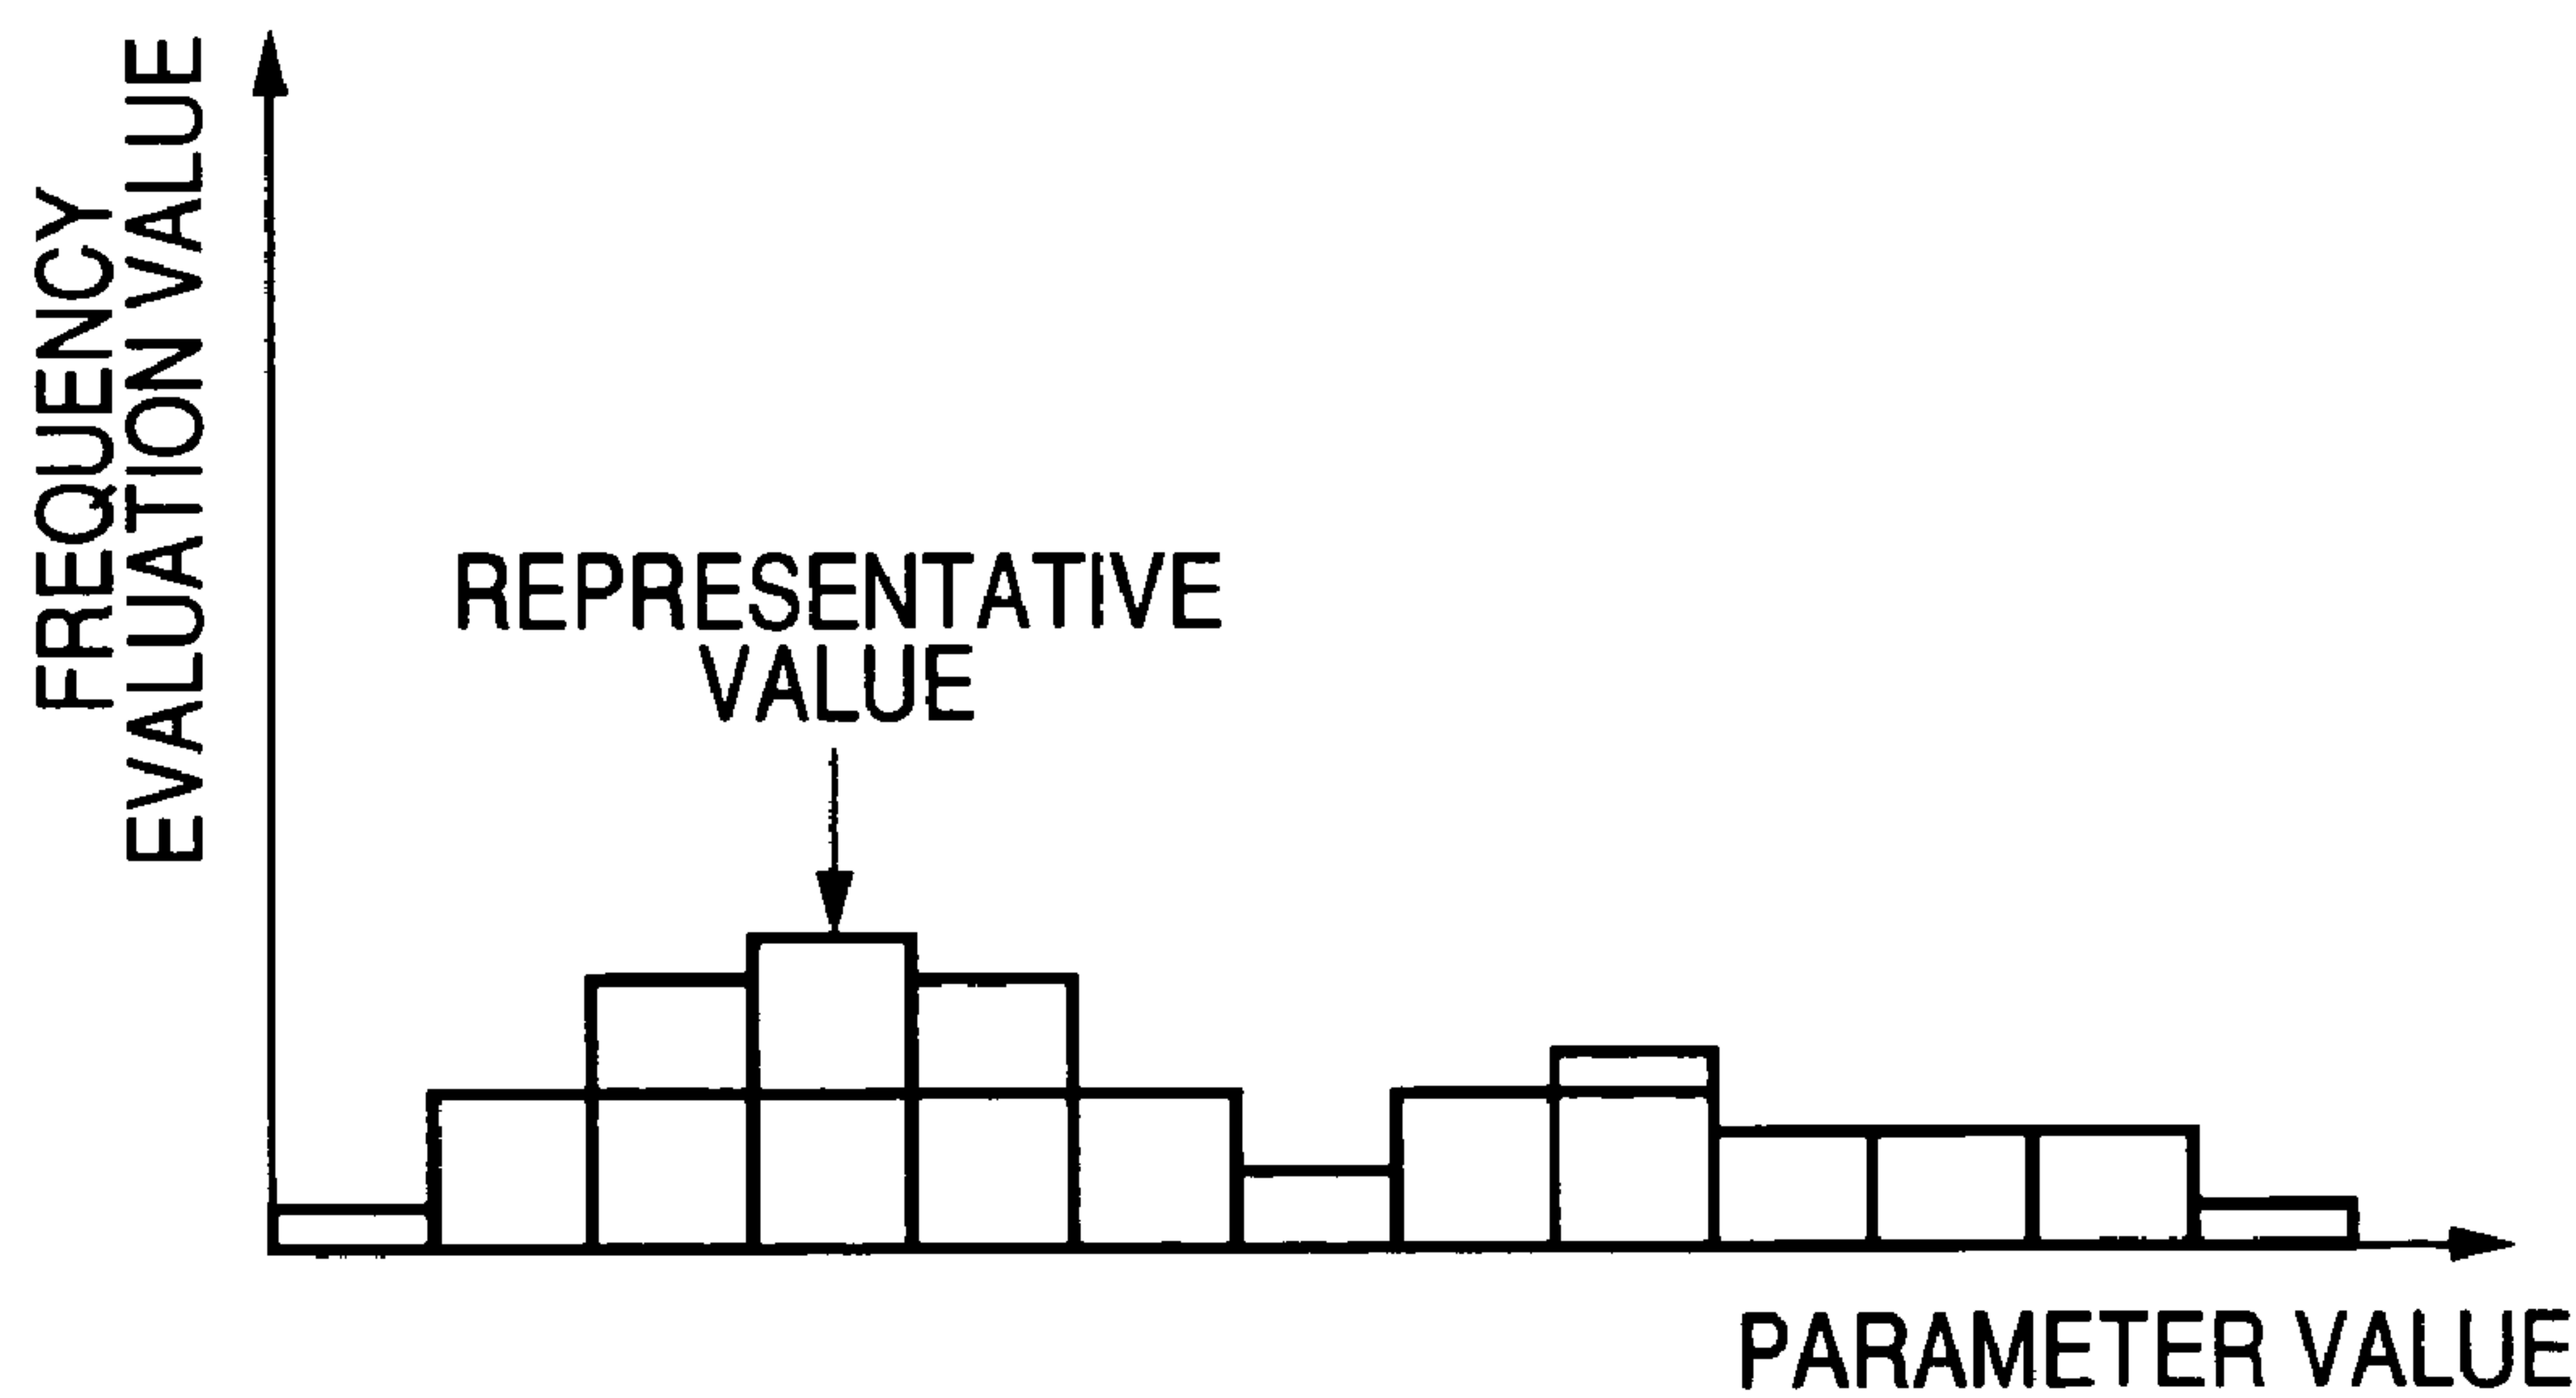 FREQUENCY
EVALUATION VALUE
REPRESENTATIVE
VALUE
PARAMETER VALUE